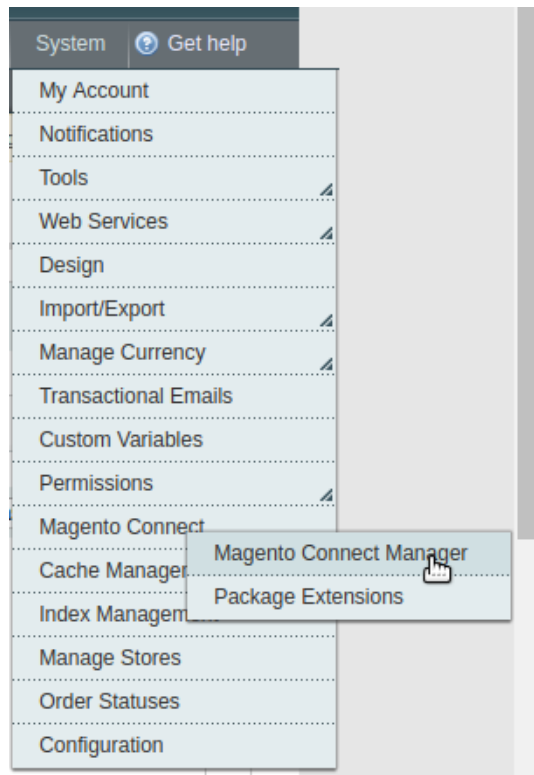 System Get help
My Account
Notifications
Tools
Web Services
Design
Import/Export
Manage Currency
Transactional Emails
Custom Variables
Permissions
Magento Connect
Magento Connect Manager
Cache Manager
Package Extensions
Index Managem
Manage Stores
Order Statuses
Configuration